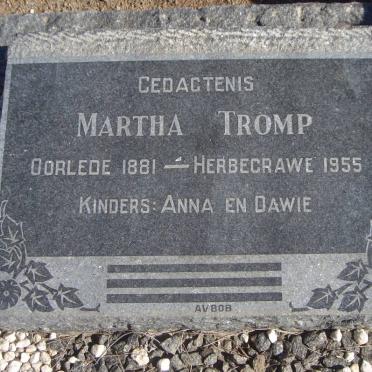 GEDAGTENIS
MARTHA TROMP
OORLEDE 1881 — HERBEGRAWE 1955
KINDERS: ANNA EN DAWIE
AVBOB